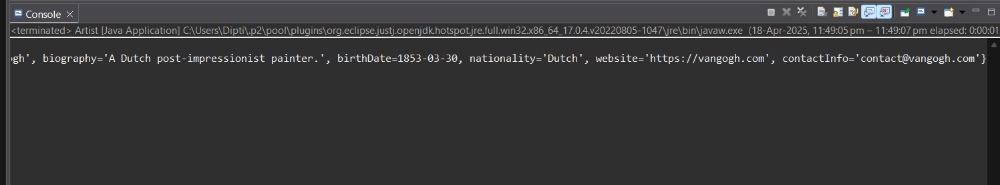 Console
<terminated> Artist [Java Application] C:\Users\Dipti\.p2\pool\plugins\org.eclipse.justj.openjdk.hotspot.jre.full.win32.x86_64_17.0.4.v20220805-1047\jre\bin\javaw.exe (18-Apr-2025, 11:49:05 pm – 11:49:07 pm elapsed: 0:00:01
ogh', biography='A Dutch post-impressionist painter.', birthDate=1853-03-30, nationality='Dutch', website='https://vangogh.com', contactInfo='contact@vangogh.com'}